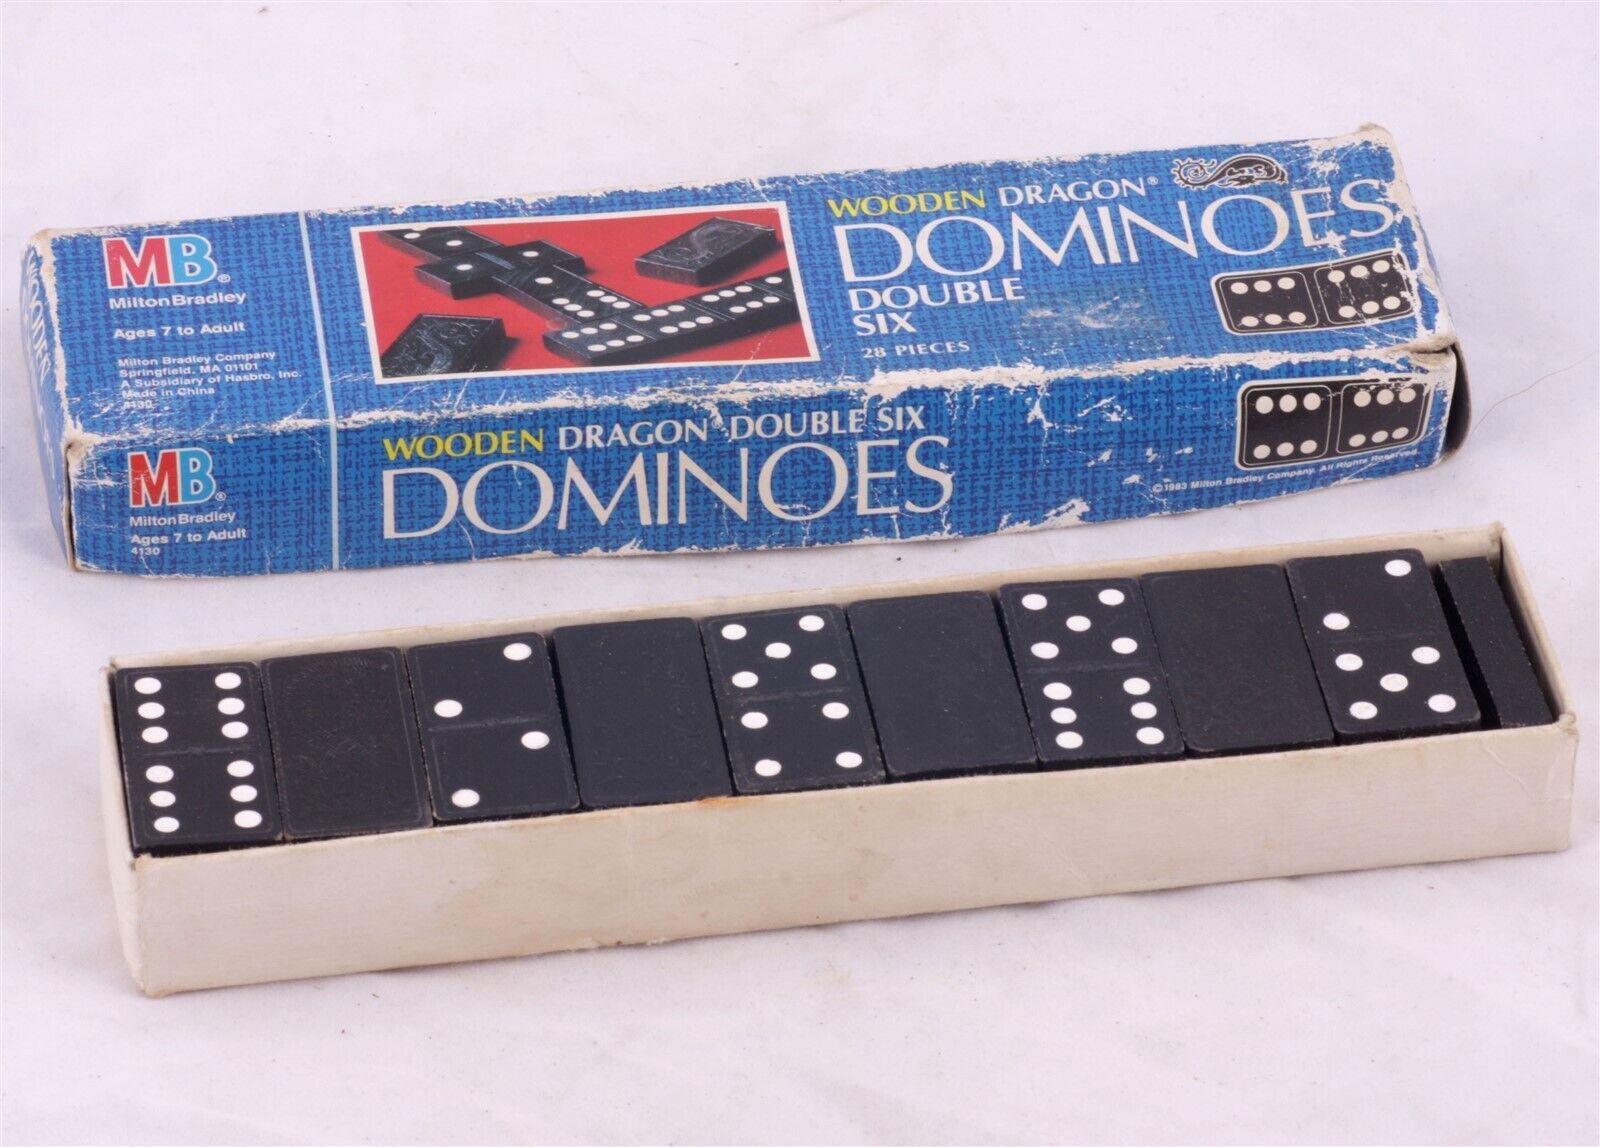 MB®
Milton Bradley
Ages 7 to Adult
Milton Bradley Company
Springfield, MA 01101
A Subsidiary of Hasbro, Inc.
Made in China
4130
WOODEN DRAGON®
DOMINOES
DOUBLE
SIX
28 PIECES
MB®
Milton Bradley
Ages 7 to Adult
4130
WOODEN DRAGON® DOUBLE SIX
DOMINOES
©1983 Milton Bradley Company. All Rights Reserved.
WOODEN